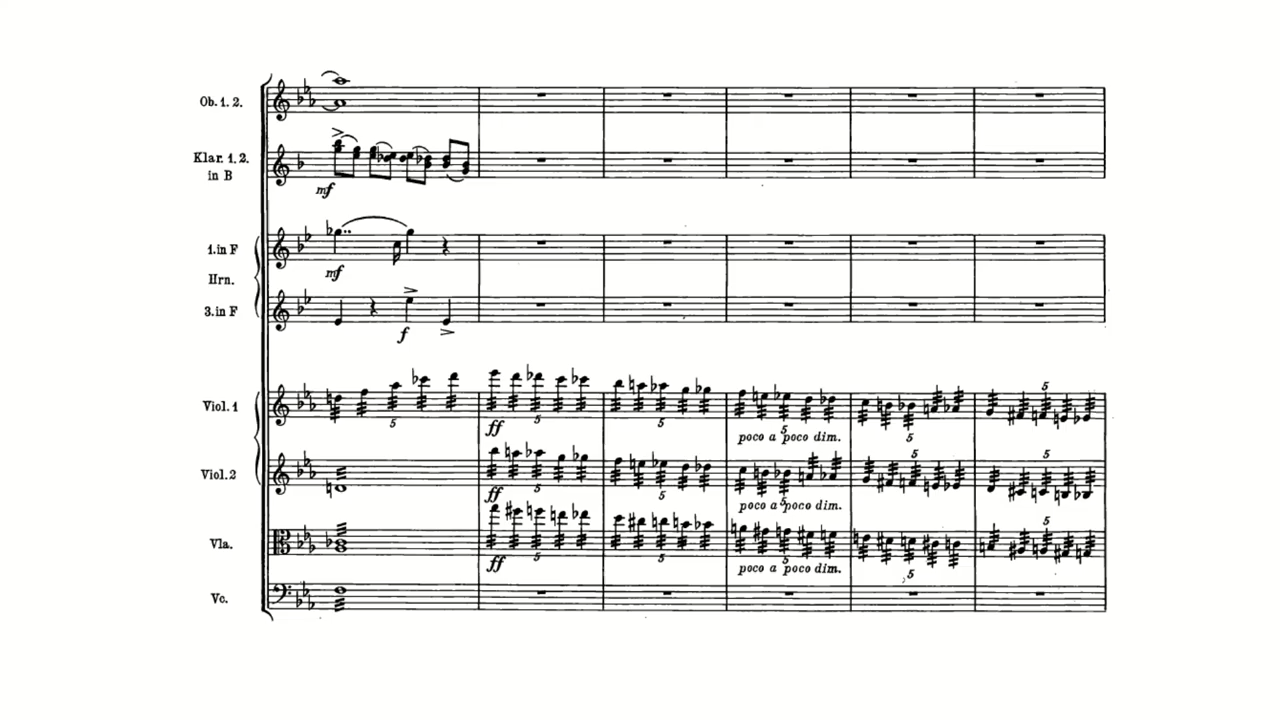 Ob. 1. 2.
Klar. 1. 2.
in B
mf
1. in F
mf
Hrn.
3. in F
f
Viol. 1
5
ff
5
5
5
poco a poco dim.
5
5
Viol. 2
ff
5
5
5
poco a poco dim.
5
5
Vla.
ff
5
5
poco a poco dim.
5
5
Vc.